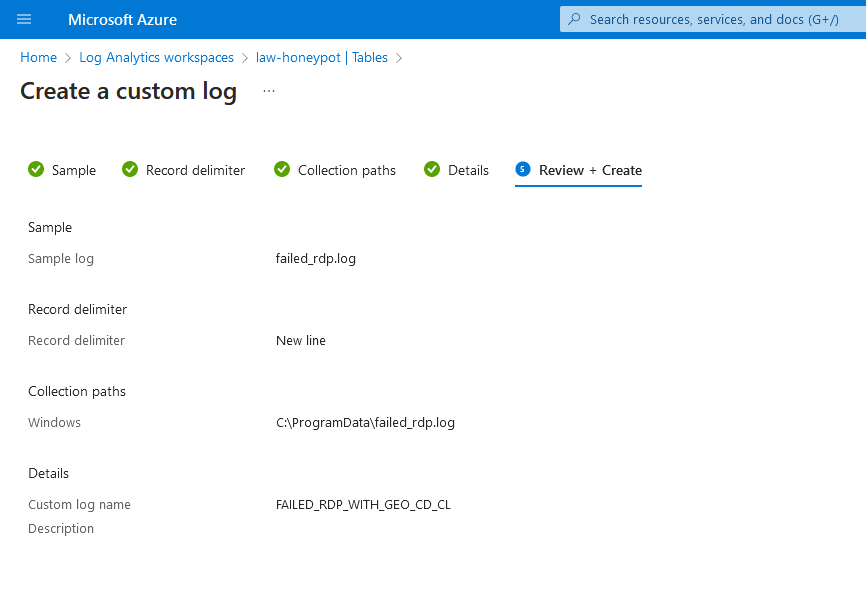 Microsoft Azure
Search resources, services, and docs (G+/)
Home > Log Analytics workspaces > law-honeypot | Tables >
Create a custom log ...
Sample Record delimiter Collection paths Details 5 Review + Create
Sample
Sample log failed_rdp.log
Record delimiter
Record delimiter New line
Collection paths
Windows C:\ProgramData\failed_rdp.log
Details
Custom log name FAILED_RDP_WITH_GEO_CD_CL
Description